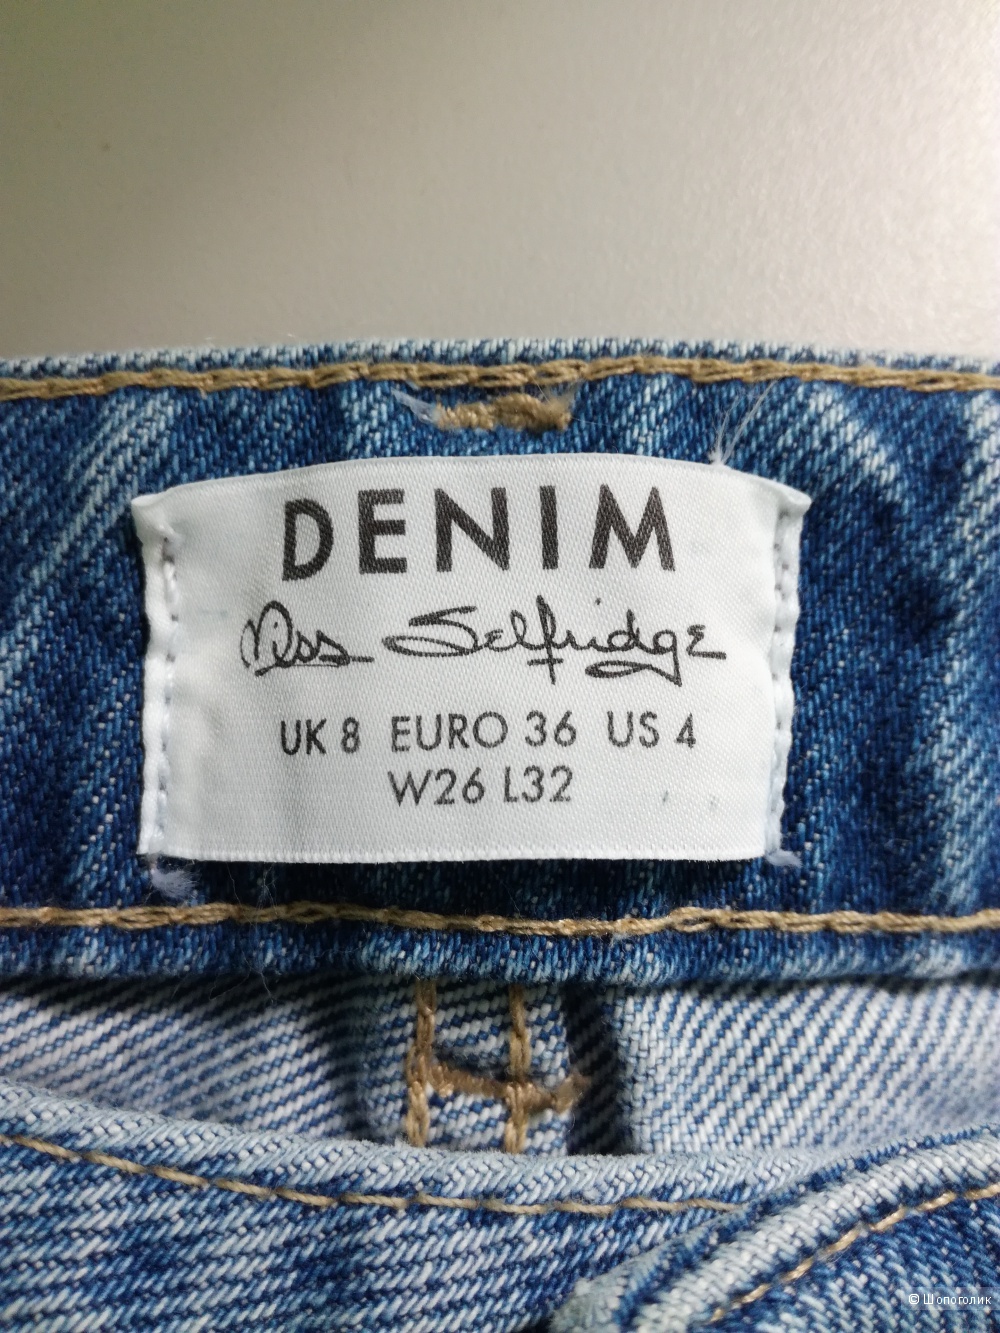 DENIM
Miss Selfridge
UK 8 EURO 36 US 4
W26 L32
© Шопоголик